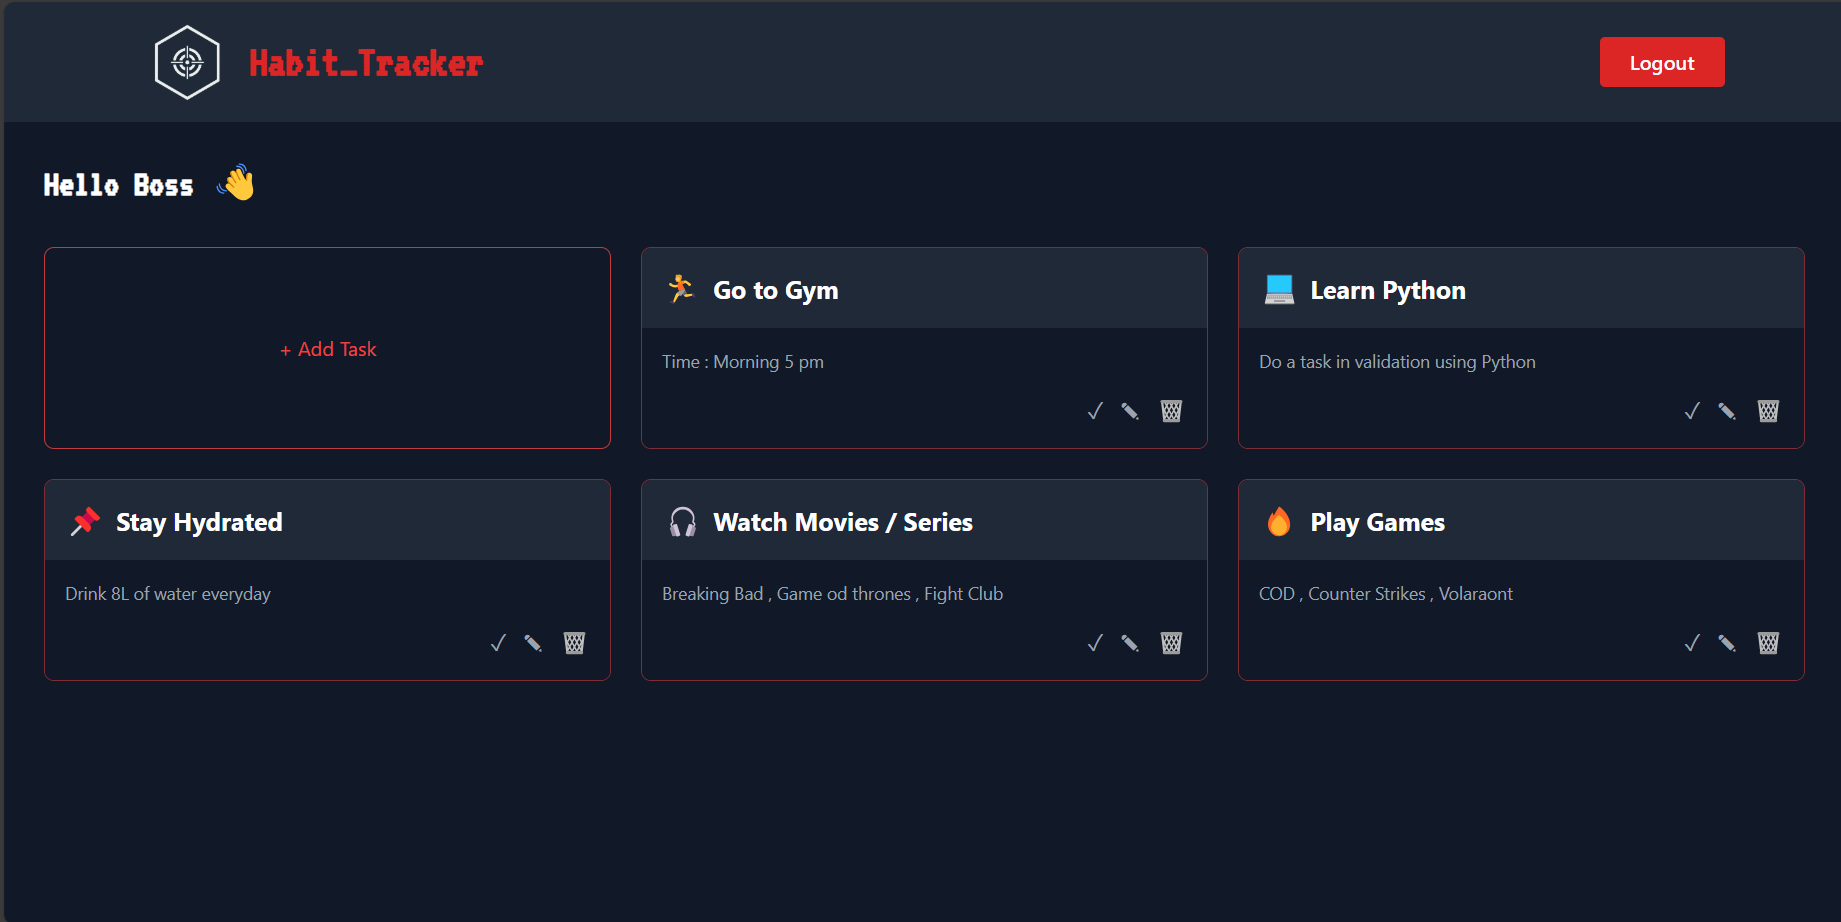 Habit_Tracker
Logout
Hello Boss
+ Add Task
Go to Gym
Time : Morning 5 pm
Learn Python
Do a task in validation using Python
Stay Hydrated
Drink 8L of water everyday
Watch Movies / Series
Breaking Bad , Game od thrones , Fight Club
Play Games
COD , Counter Strikes , Volaraont